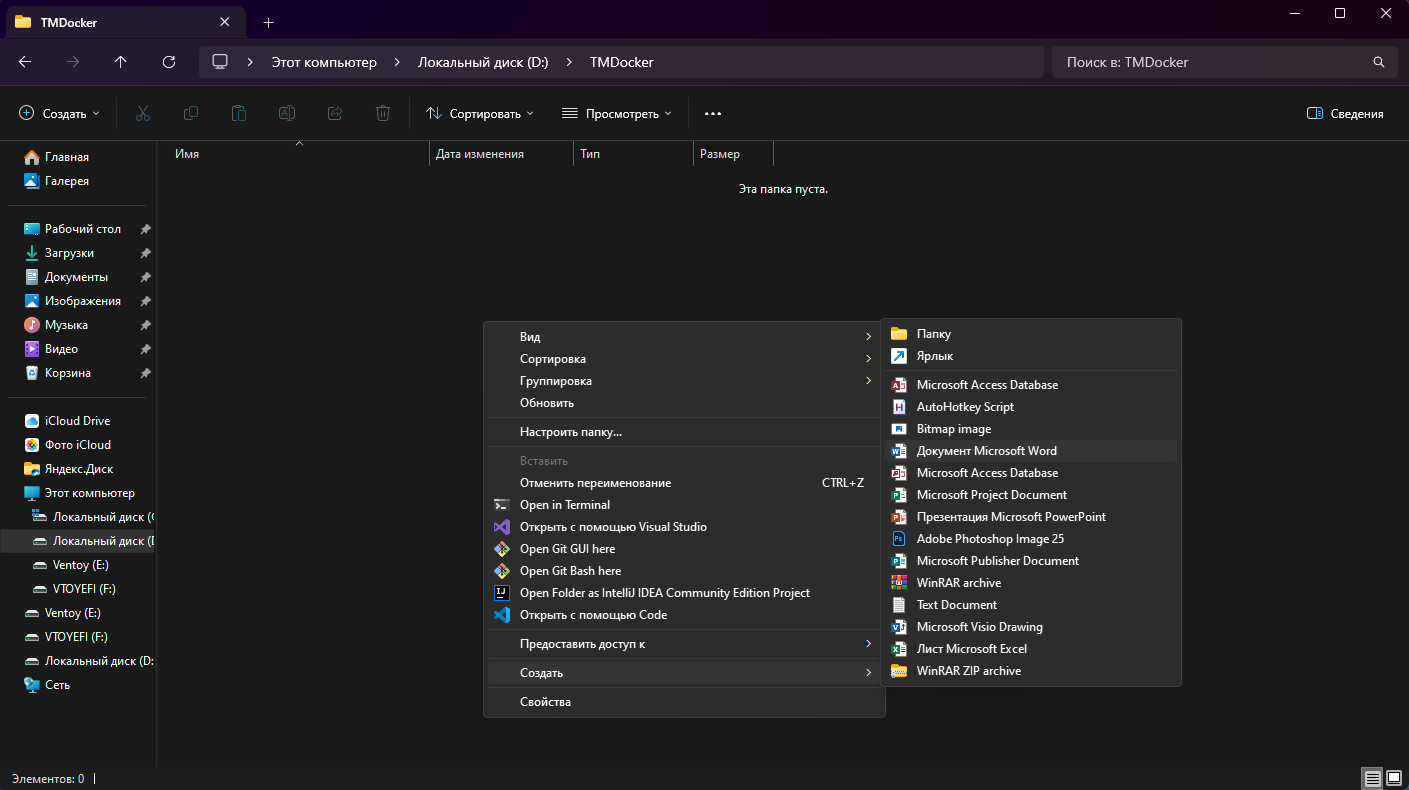 TMDocker
Этот компьютер
Локальный диск (D:)
TMDocker
Поиск в: TMDocker
Создать
Сортировать
Просмотреть
Сведения
Имя
Дата изменения
Тип
Размер
Эта папка пуста.
Главная
Галерея
Рабочий стол
Загрузки
Документы
Изображения
Музыка
Видео
Корзина
iCloud Drive
Фото iCloud
Яндекс.Диск
Этот компьютер
Локальный диск (C
Локальный диск (D
Ventoy (E:)
VTOYEFI (F:)
Ventoy (E:)
VTOYEFI (F:)
Локальный диск (D:
Сеть
Вид
Сортировка
Группировка
Обновить
Настроить папку...
Вставить
Отменить переименование CTRL+Z
Open in Terminal
Открыть с помощью Visual Studio
Open Git GUI here
Open Git Bash here
Open Folder as IntelliJ IDEA Community Edition Project
Открыть с помощью Code
Предоставить доступ к
Создать
Свойства
Папку
Ярлык
Microsoft Access Database
AutoHotkey Script
Bitmap image
Документ Microsoft Word
Microsoft Access Database
Microsoft Project Document
Презентация Microsoft PowerPoint
Adobe Photoshop Image 25
Microsoft Publisher Document
WinRAR archive
Text Document
Microsoft Visio Drawing
Лист Microsoft Excel
WinRAR ZIP archive
Элементов: 0